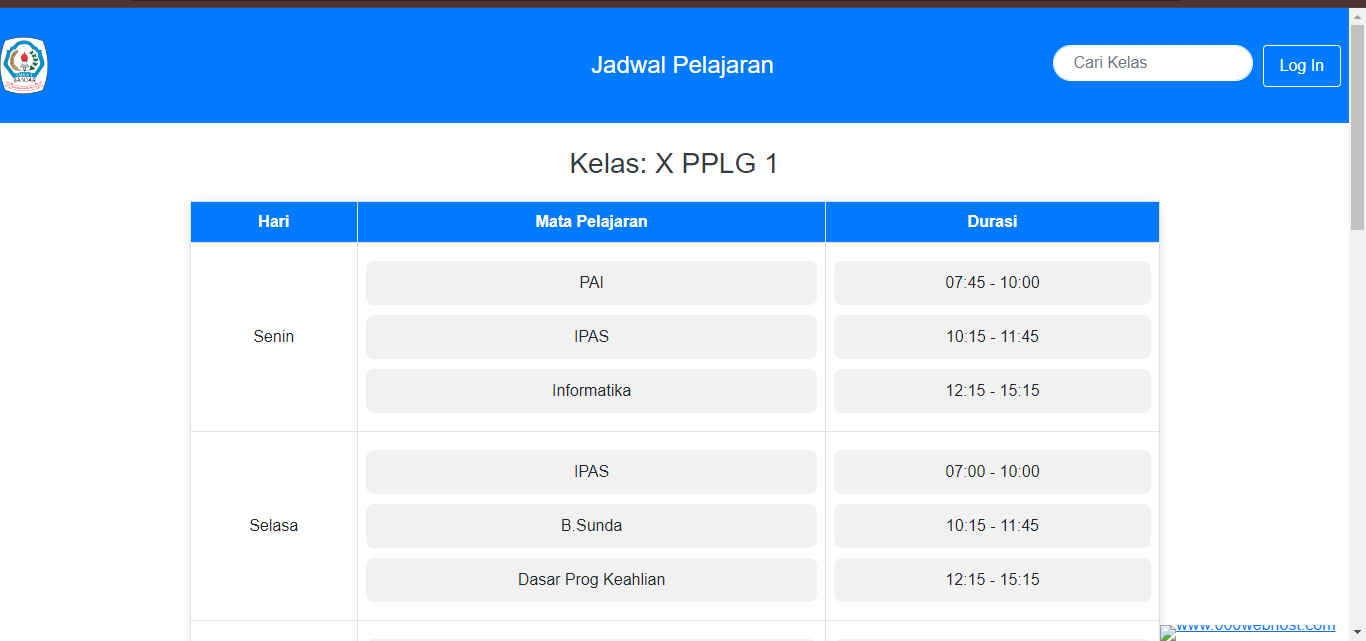 Jadwal Pelajaran
Cari Kelas
Log In
Kelas: X PPLG 1
Hari Mata Pelajaran Durasi
Senin
PAI 07:45 - 10:00
IPAS 10:15 - 11:45
Informatika 12:15 - 15:15
Selasa
IPAS 07:00 - 10:00
B.Sunda 10:15 - 11:45
Dasar Prog Keahlian 12:15 - 15:15
www.000webhost.com